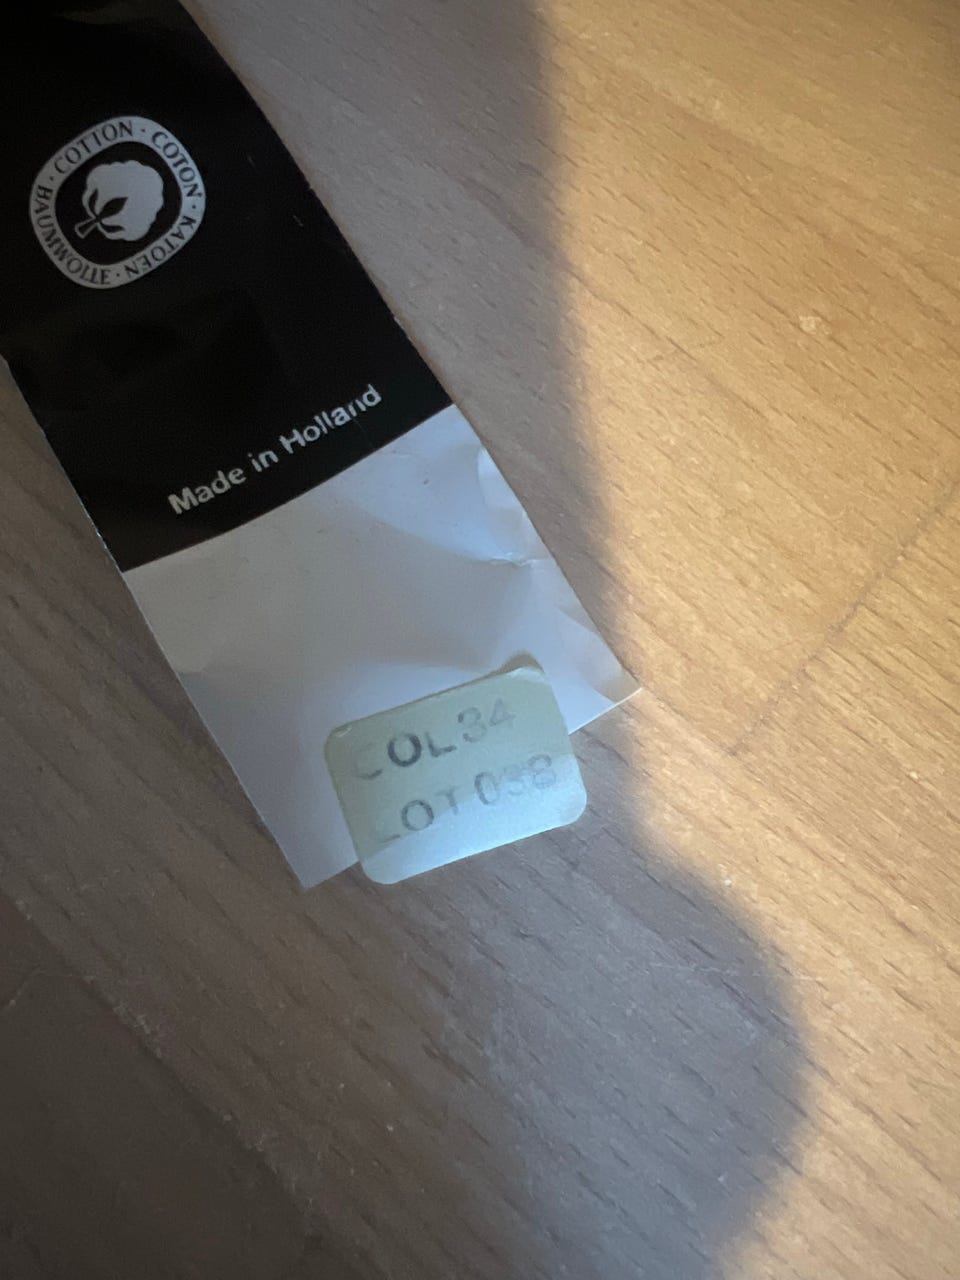 COTTON · COTON · KATOEN · BAUMWOLLE ·
Made in Holland
COL 34
LOT 038